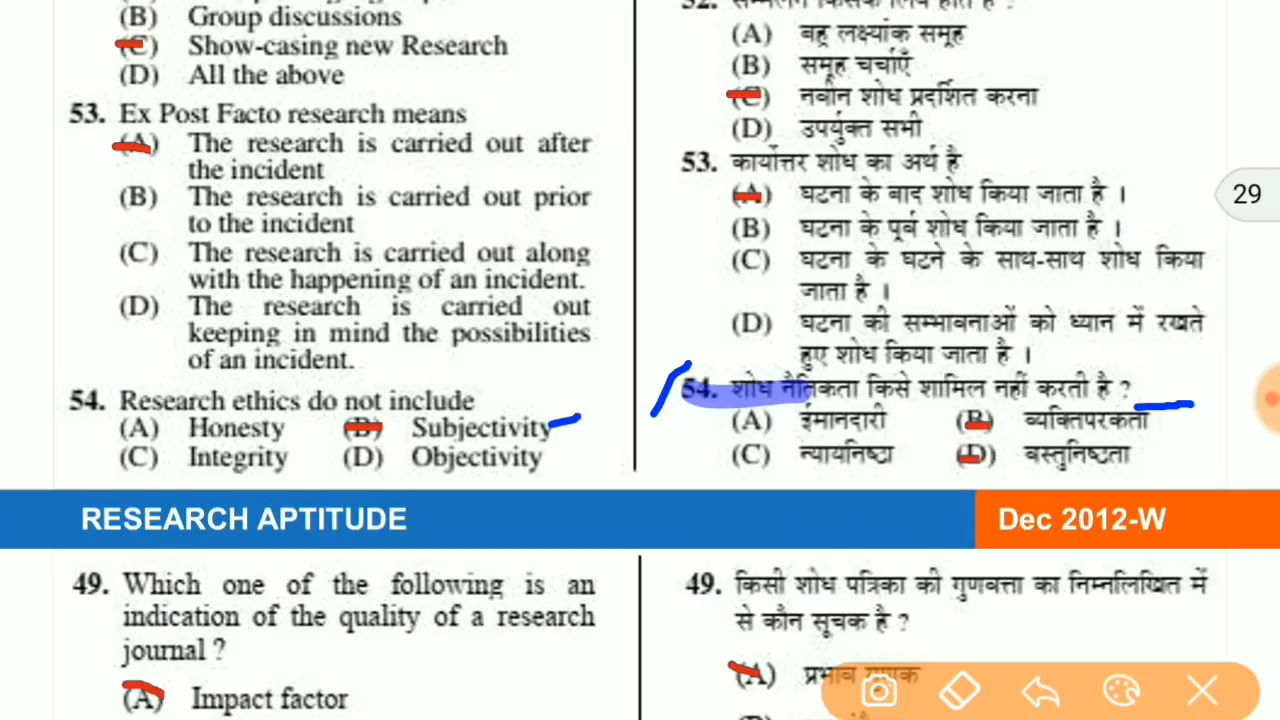 (B) Group discussions
(C) Show-casing new Research
(D) All the above
53. Ex Post Facto research means
(A) The research is carried out after
the incident
(B) The research is carried out prior
to the incident
(C) The research is carried out along
with the happening of an incident.
(D) The research is carried out
keeping in mind the possibilities
of an incident.
54. Research ethics do not include
(A) Honesty (B) Subjectivity
(C) Integrity (D) Objectivity
(A) बहु लक्ष्यांक समूह
(B) समूह चर्चाएँ
(C) नवीन शोध प्रदर्शित करना
(D) उपर्युक्त सभी
53. कार्योत्तर शोध का अर्थ है
(A) घटना के बाद शोध किया जाता है ।
(B) घटना के पूर्व शोध किया जाता है ।
(C) घटना के घटने के साथ-साथ शोध किया
जाता है ।
(D) घटना की सम्भावनाओं को ध्यान में रखते
हुए शोध किया जाता है ।
54. शोध नैतिकता किसे शामिल नहीं करती है ?
(A) ईमानदारी (B) व्यक्तिपरकता
(C) न्यायनिष्ठा (D) वस्तुनिष्ठता
29
RESEARCH APTITUDE Dec 2012-W
49. Which one of the following is an
indication of the quality of a research
journal ?
(A) Impact factor
49. किसी शोध पत्रिका की गुणवत्ता का निम्नलिखित में
से कौन सूचक है ?
(A) प्रभाव गुणक